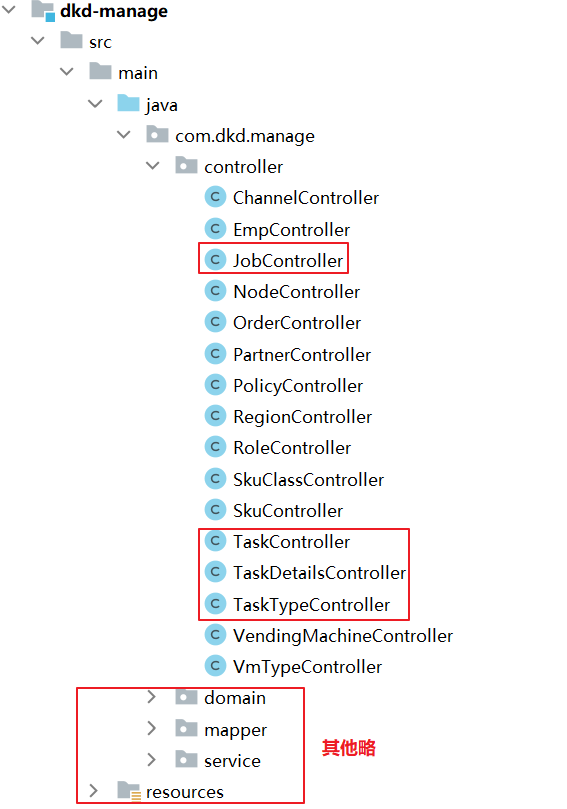 dkd-manage
src
main
java
com.dkd.manage
controller
C ChannelController
C EmpController
C JobController
C NodeController
C OrderController
C PartnerController
C PolicyController
C RegionController
C RoleController
C SkuClassController
C SkuController
C TaskController
C TaskDetailsController
C TaskTypeController
C VendingMachineController
C VmTypeController
domain
mapper
其他略
service
resources